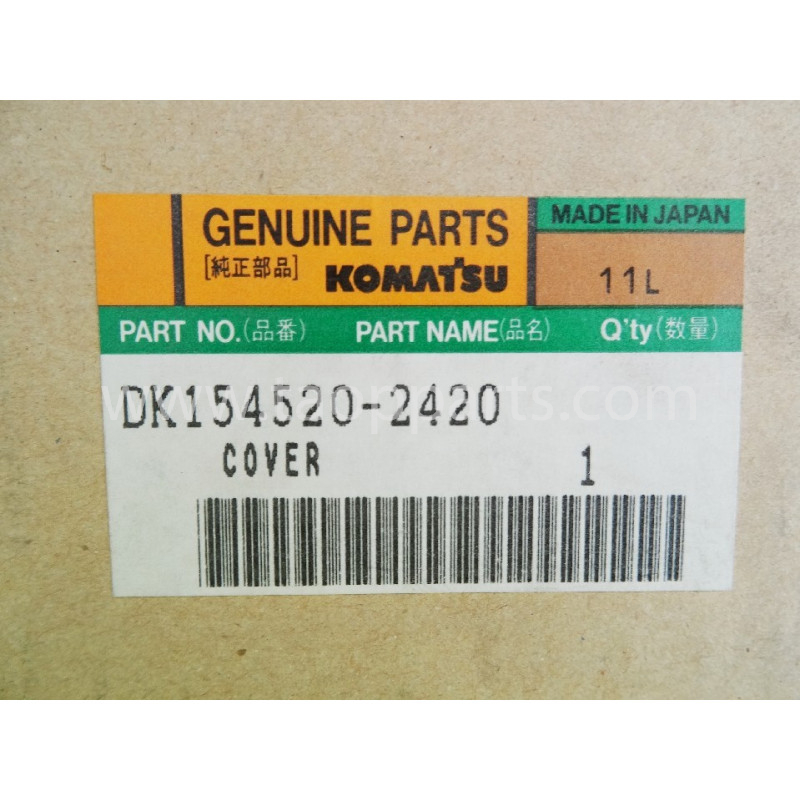 GENUINE PARTS
[純正部品] KOMATSU
MADE IN JAPAN
11L
PART NO.(品番) PART NAME(品名) Q'ty(数量)
DK154520-2420
COVER 1